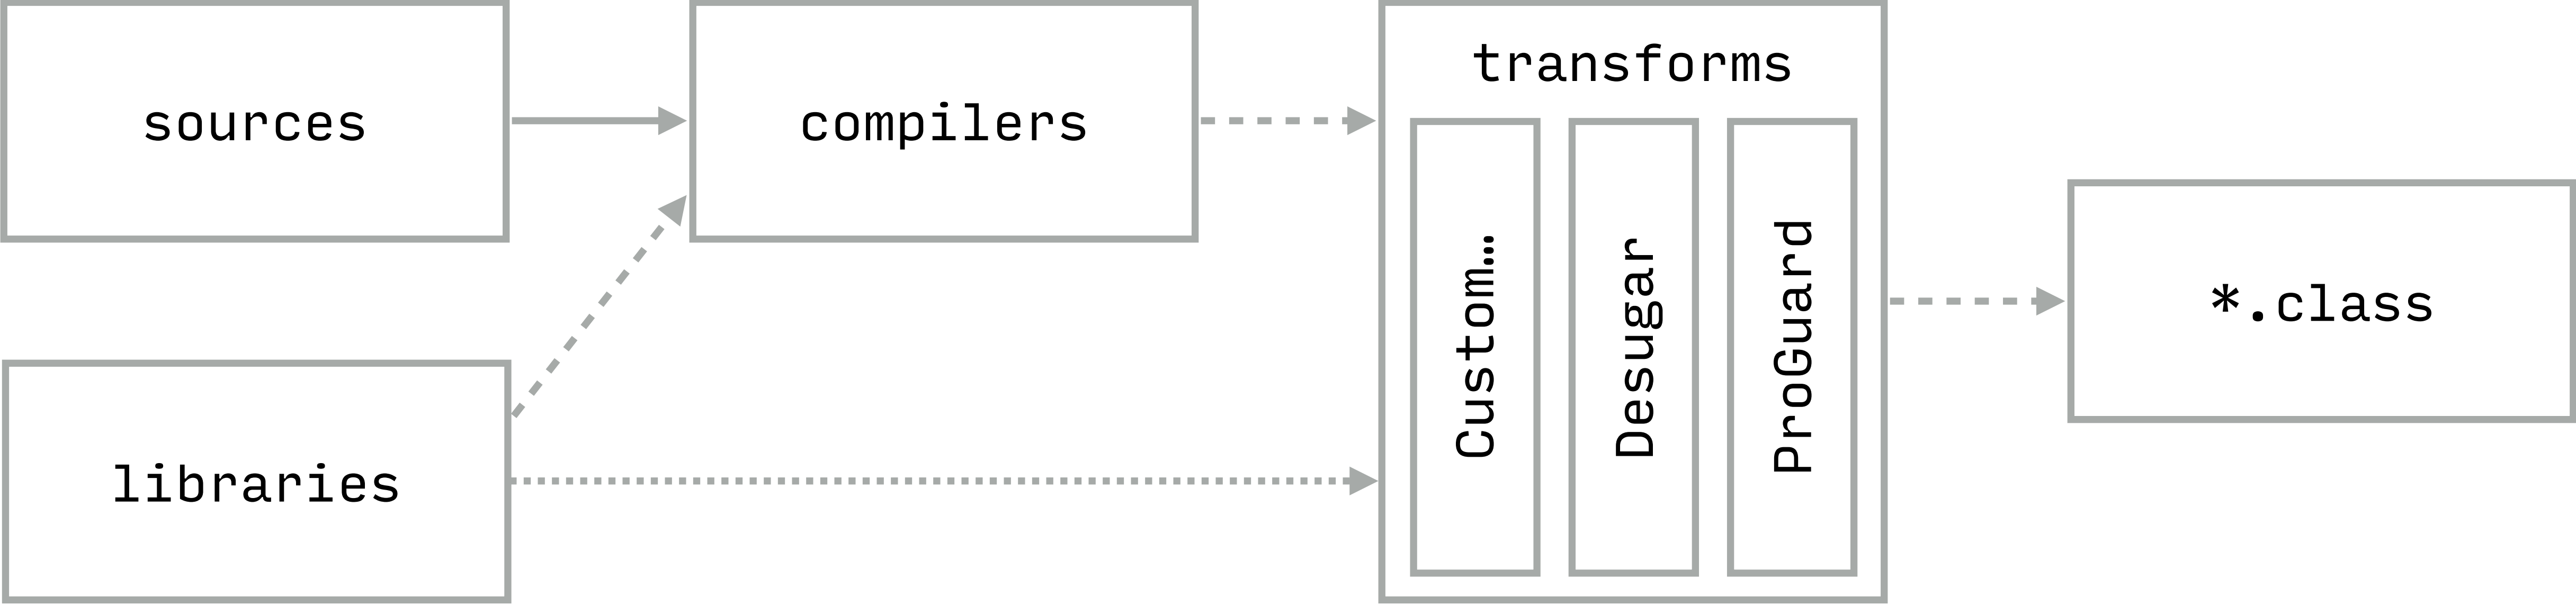 sources
compilers
transforms
Custom…
Desugar
ProGuard
*.class
libraries